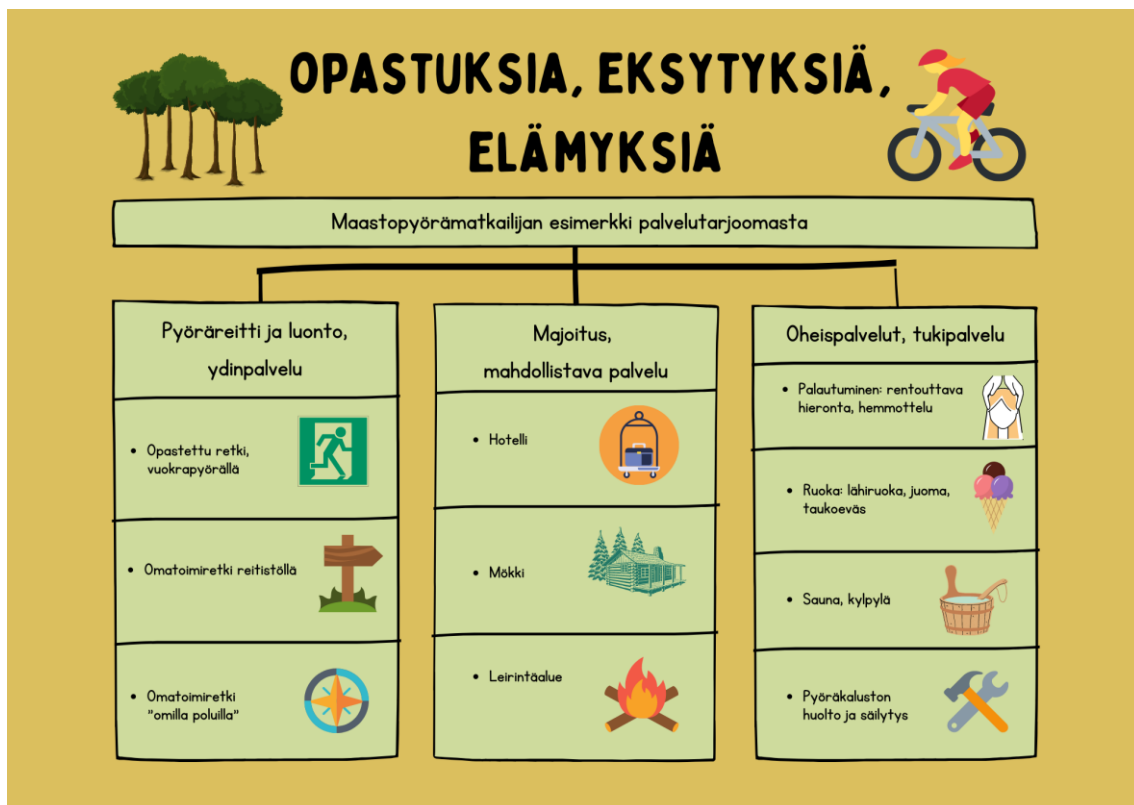 OPASTUKSIA, EKSYTYKSIÄ,
ELÄMYKSIÄ
Maastopyörämatkailijan esimerkki palvelutarjoomasta
Pyöräreitti ja luonto,
ydinpalvelu
• Opastettu retki,
vuokrapyörällä
• Omatoimiretki reitistöllä
• Omatoimiretki
"omilla poluilla"
Majoitus,
mahdollistava palvelu
• Hotelli
• Mökki
• Leirintäalue
Oheispalvelut, tukipalvelu
• Palautuminen: rentouttava
hieronta, hemmottelu
• Ruoka: lähiruoka, juoma,
taukoeväs
• Sauna, kylpylä
• Pyöräkaluston
huolto ja säilytys